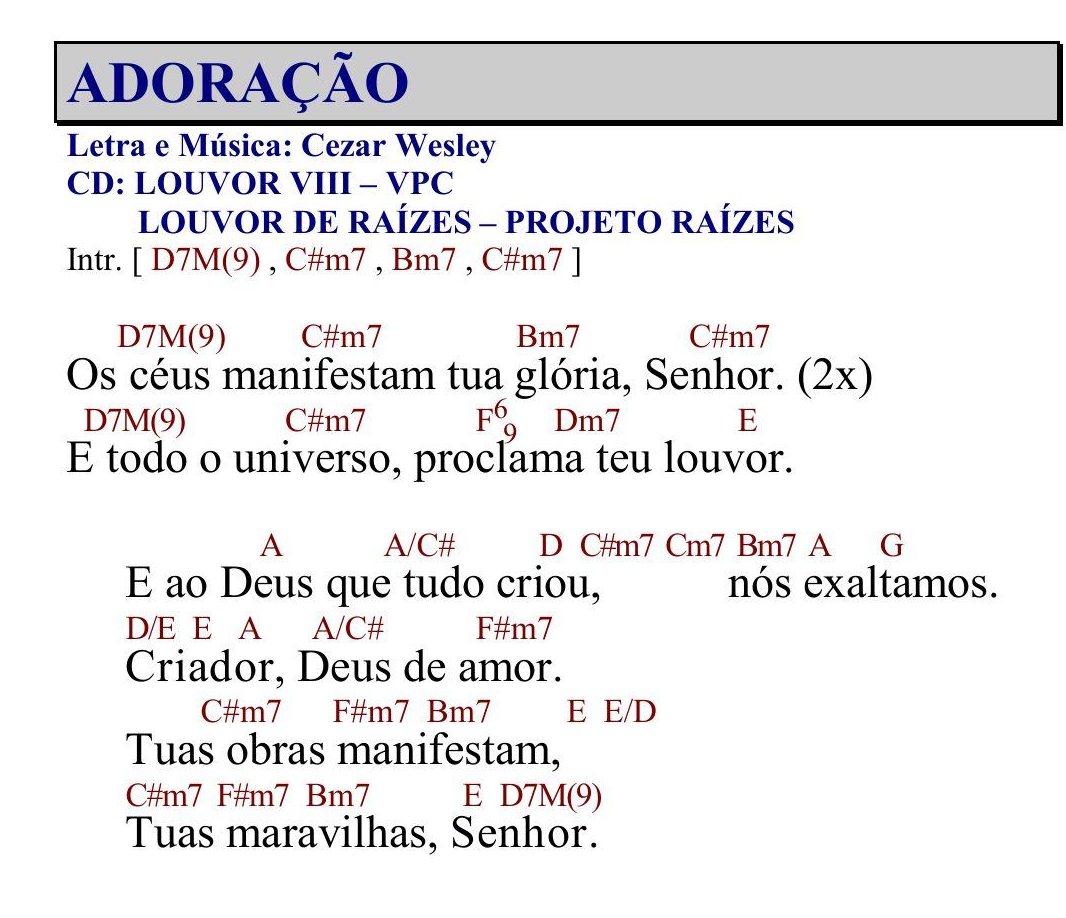 ADORAÇÃO
Letra e Música: Cezar Wesley
CD: LOUVOR VIII – VPC
LOUVOR DE RAÍZES – PROJETO RAÍZES
Intr. [ D7M(9) , C#m7 , Bm7 , C#m7 ]
D7M(9) C#m7 Bm7 C#m7
Os céus manifestam tua glória, Senhor. (2x)
D7M(9) C#m7 F6 9 Dm7 E
E todo o universo, proclama teu louvor.
A A/C# D C#m7 Cm7 Bm7 A G
E ao Deus que tudo criou, nós exaltamos.
D/E E A A/C# F#m7
Criador, Deus de amor.
C#m7 F#m7 Bm7 E E/D
Tuas obras manifestam,
C#m7 F#m7 Bm7 E D7M(9)
Tuas maravilhas, Senhor.